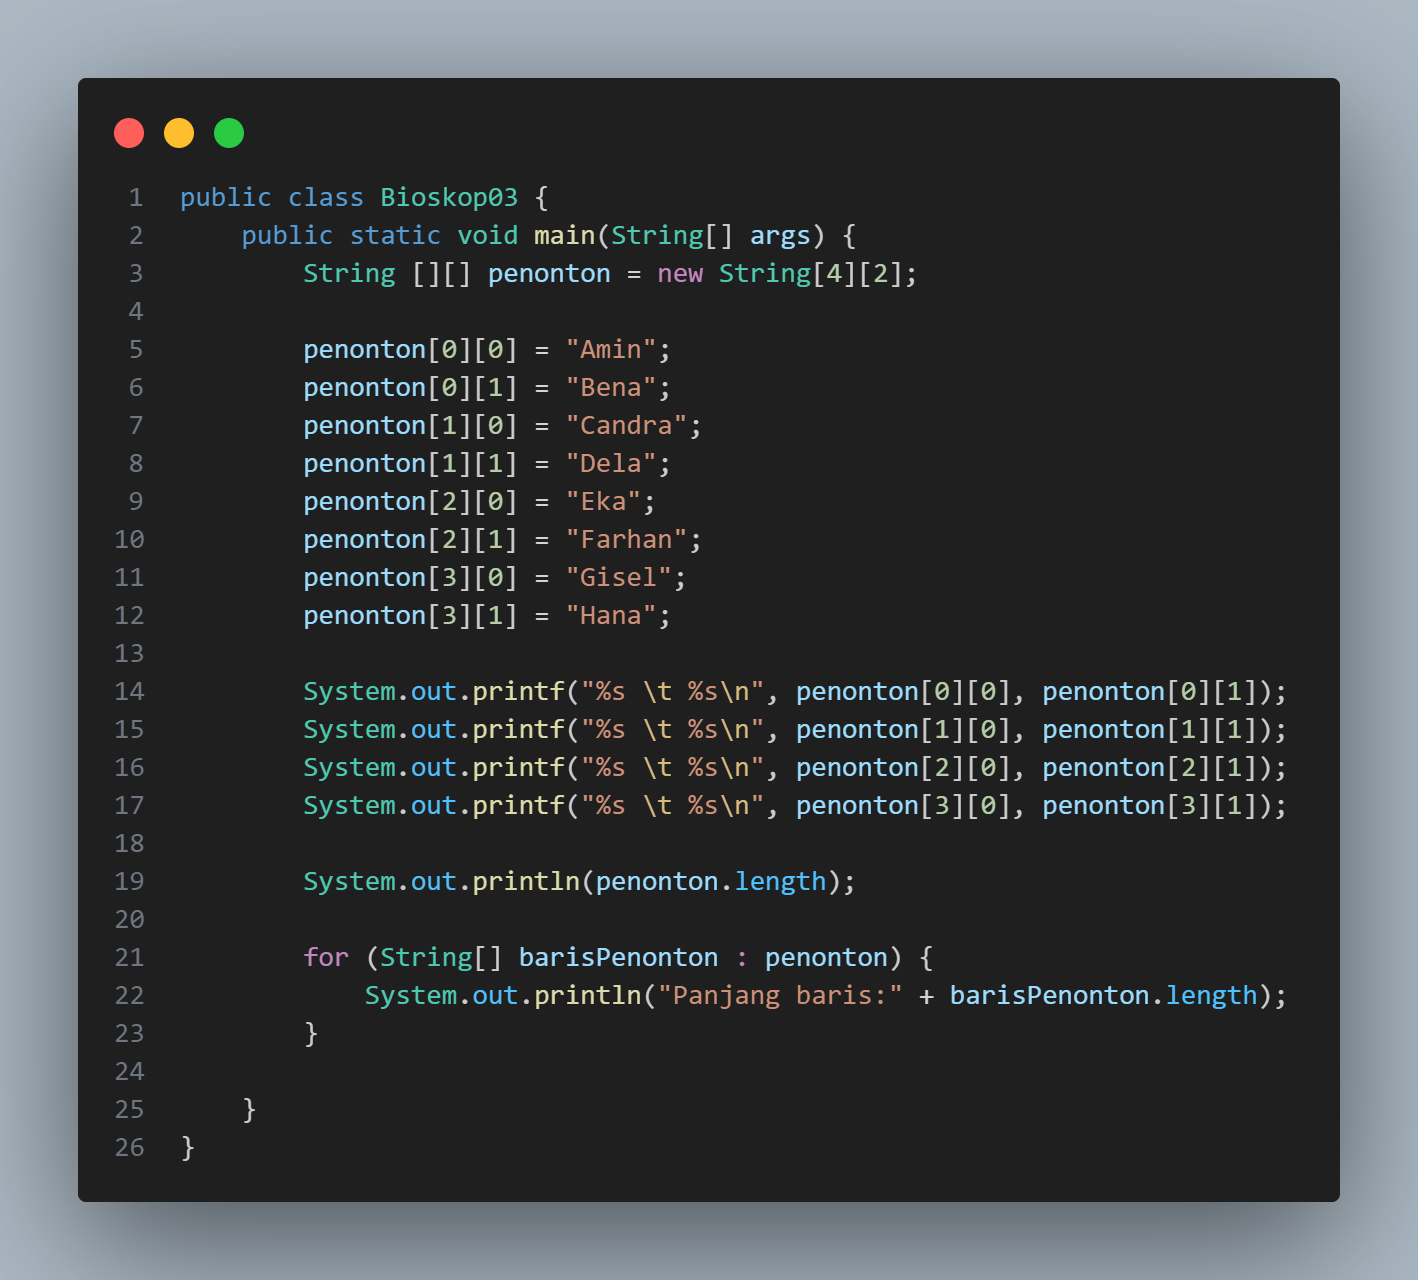 1 public class Bioskop03 {
2     public static void main(String[] args) {
3         String [][] penonton = new String[4][2];
4
5         penonton[0][0] = "Amin";
6         penonton[0][1] = "Bena";
7         penonton[1][0] = "Candra";
8         penonton[1][1] = "Dela";
9         penonton[2][0] = "Eka";
10         penonton[2][1] = "Farhan";
11         penonton[3][0] = "Gisel";
12         penonton[3][1] = "Hana";
13
14         System.out.printf("%s \t %s\n", penonton[0][0], penonton[0][1]);
15         System.out.printf("%s \t %s\n", penonton[1][0], penonton[1][1]);
16         System.out.printf("%s \t %s\n", penonton[2][0], penonton[2][1]);
17         System.out.printf("%s \t %s\n", penonton[3][0], penonton[3][1]);
18
19         System.out.println(penonton.length);
20
21         for (String[] barisPenonton : penonton) {
22             System.out.println("Panjang baris:" + barisPenonton.length);
23         }
24
25     }
26 }